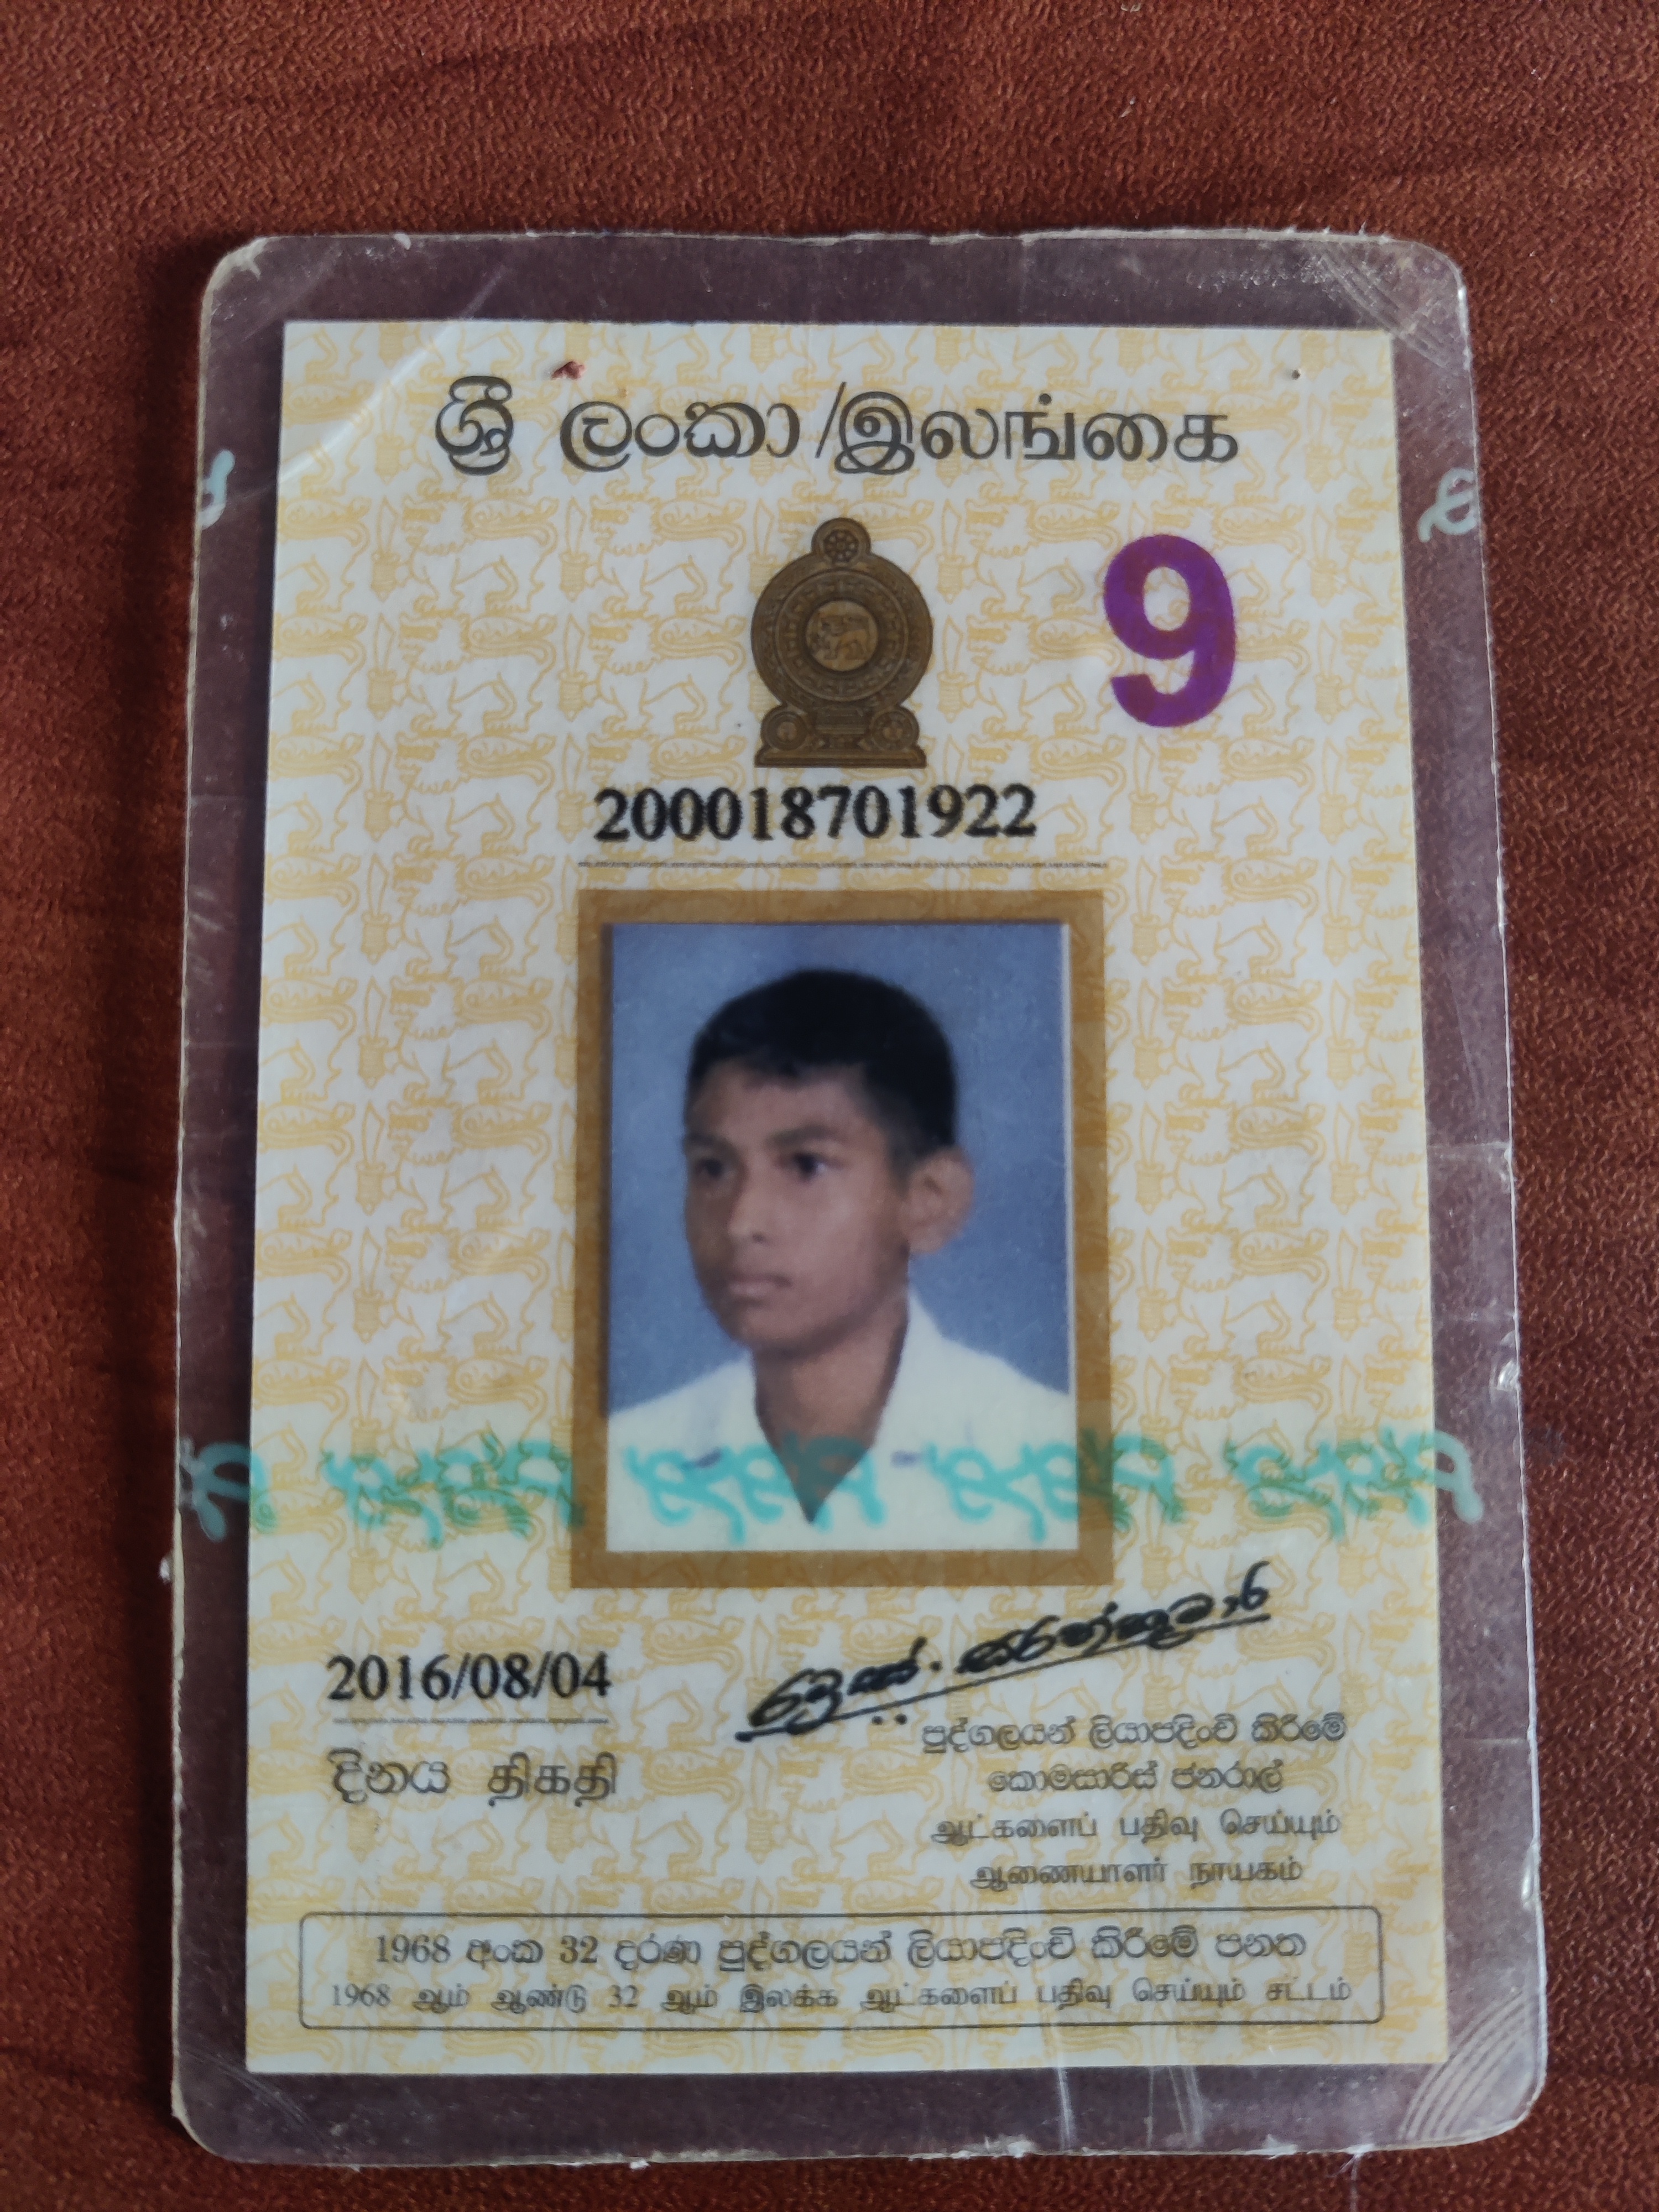 ශ්‍රී ලංකා/இலங்கை
9
200018701922
2016/08/04
දිනය திகதி
පුද්ගලයන් ලියාපදිංචි කිරීමේ
කොමසාරිස් ජනරාල්
ஆட்களைப் பதிவு செய்யும்
ஆணையாளர் நாயகம்
1968 අංක 32 දරණ පුද්ගලයන් ලියාපදිංචි කිරීමේ පනත
1968 ஆம் ஆண்டு 32 ஆம் இலக்க ஆட்களைப் பதிவு செய்யும் சட்டம்